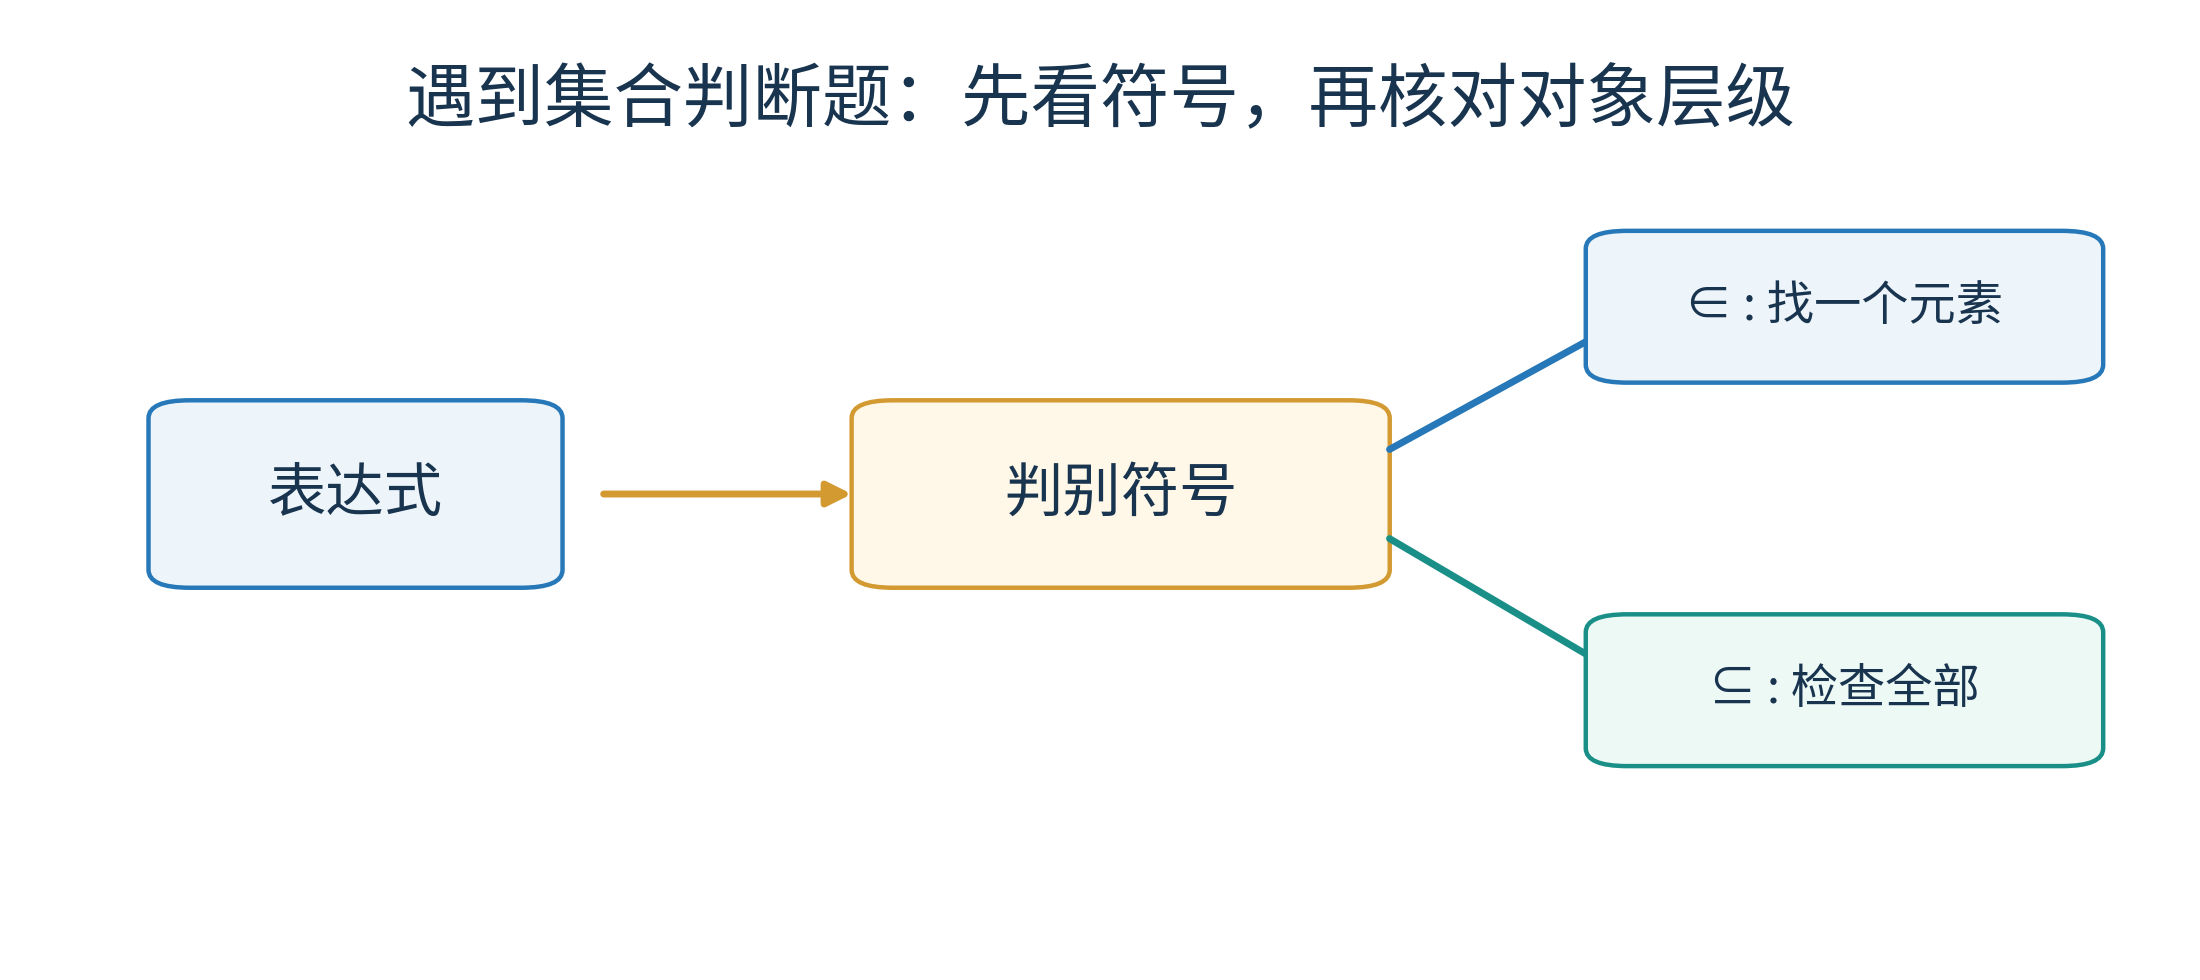 遇到集合判断题：先看符号，再核对对象层级
∈ : 找一个元素
表达式
判别符号
⊆ : 检查全部